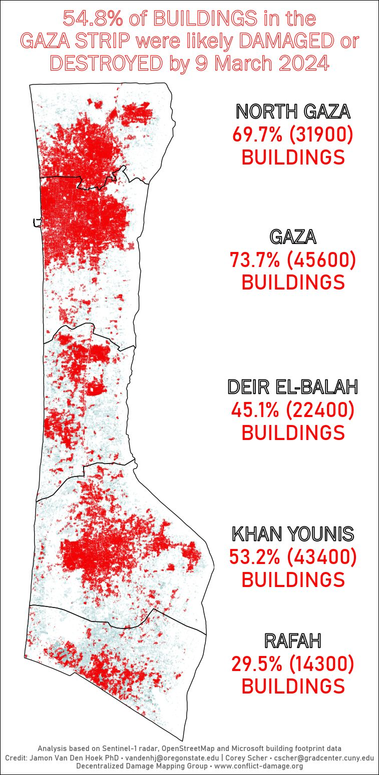 54.8% of BUILDINGS in the
GAZA STRIP were likely DAMAGED or
DESTROYED by 9 March 2024
NORTH GAZA
69.7% (31900)
BUILDINGS
GAZA
73.7% (45600)
BUILDINGS
DEIR EL-BALAH
45.1% (22400)
BUILDINGS
KHAN YOUNIS
53.2% (43400)
BUILDINGS
RAFAH
29.5% (14300)
BUILDINGS
Analysis based on Sentinel-1 radar, OpenStreetMap and Microsoft building footprint data
Credit: Jamon Van Den Hoek PhD • vandenhj@oregonstate.edu | Corey Scher • cscher@gradcenter.cuny.edu
Decentralized Damage Mapping Group • www.conflict-damage.org